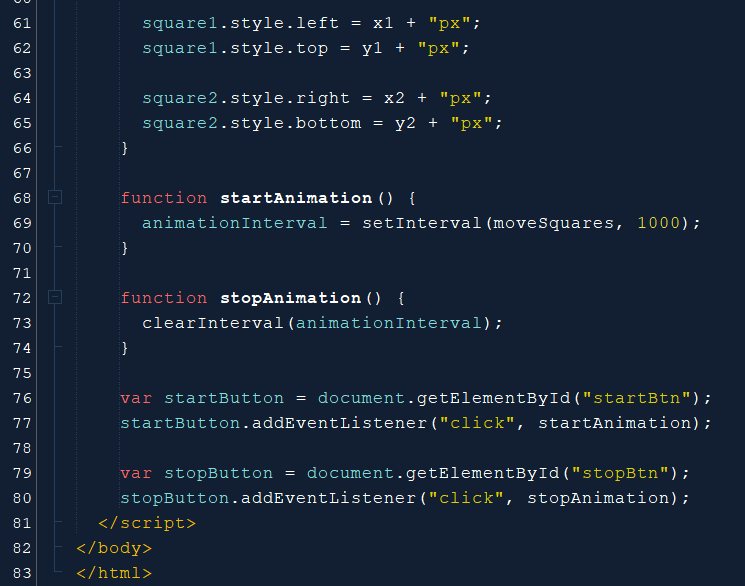 61 square1.style.left = x1 + "px";
62 square1.style.top = y1 + "px";
63
64 square2.style.right = x2 + "px";
65 square2.style.bottom = y2 + "px";
66 }
67
68 function startAnimation() {
69 animationInterval = setInterval(moveSquares, 1000);
70 }
71
72 function stopAnimation() {
73 clearInterval(animationInterval);
74 }
75
76 var startButton = document.getElementById("startBtn");
77 startButton.addEventListener("click", startAnimation);
78
79 var stopButton = document.getElementById("stopBtn");
80 stopButton.addEventListener("click", stopAnimation);
81 </script>
82 </body>
83 </html>